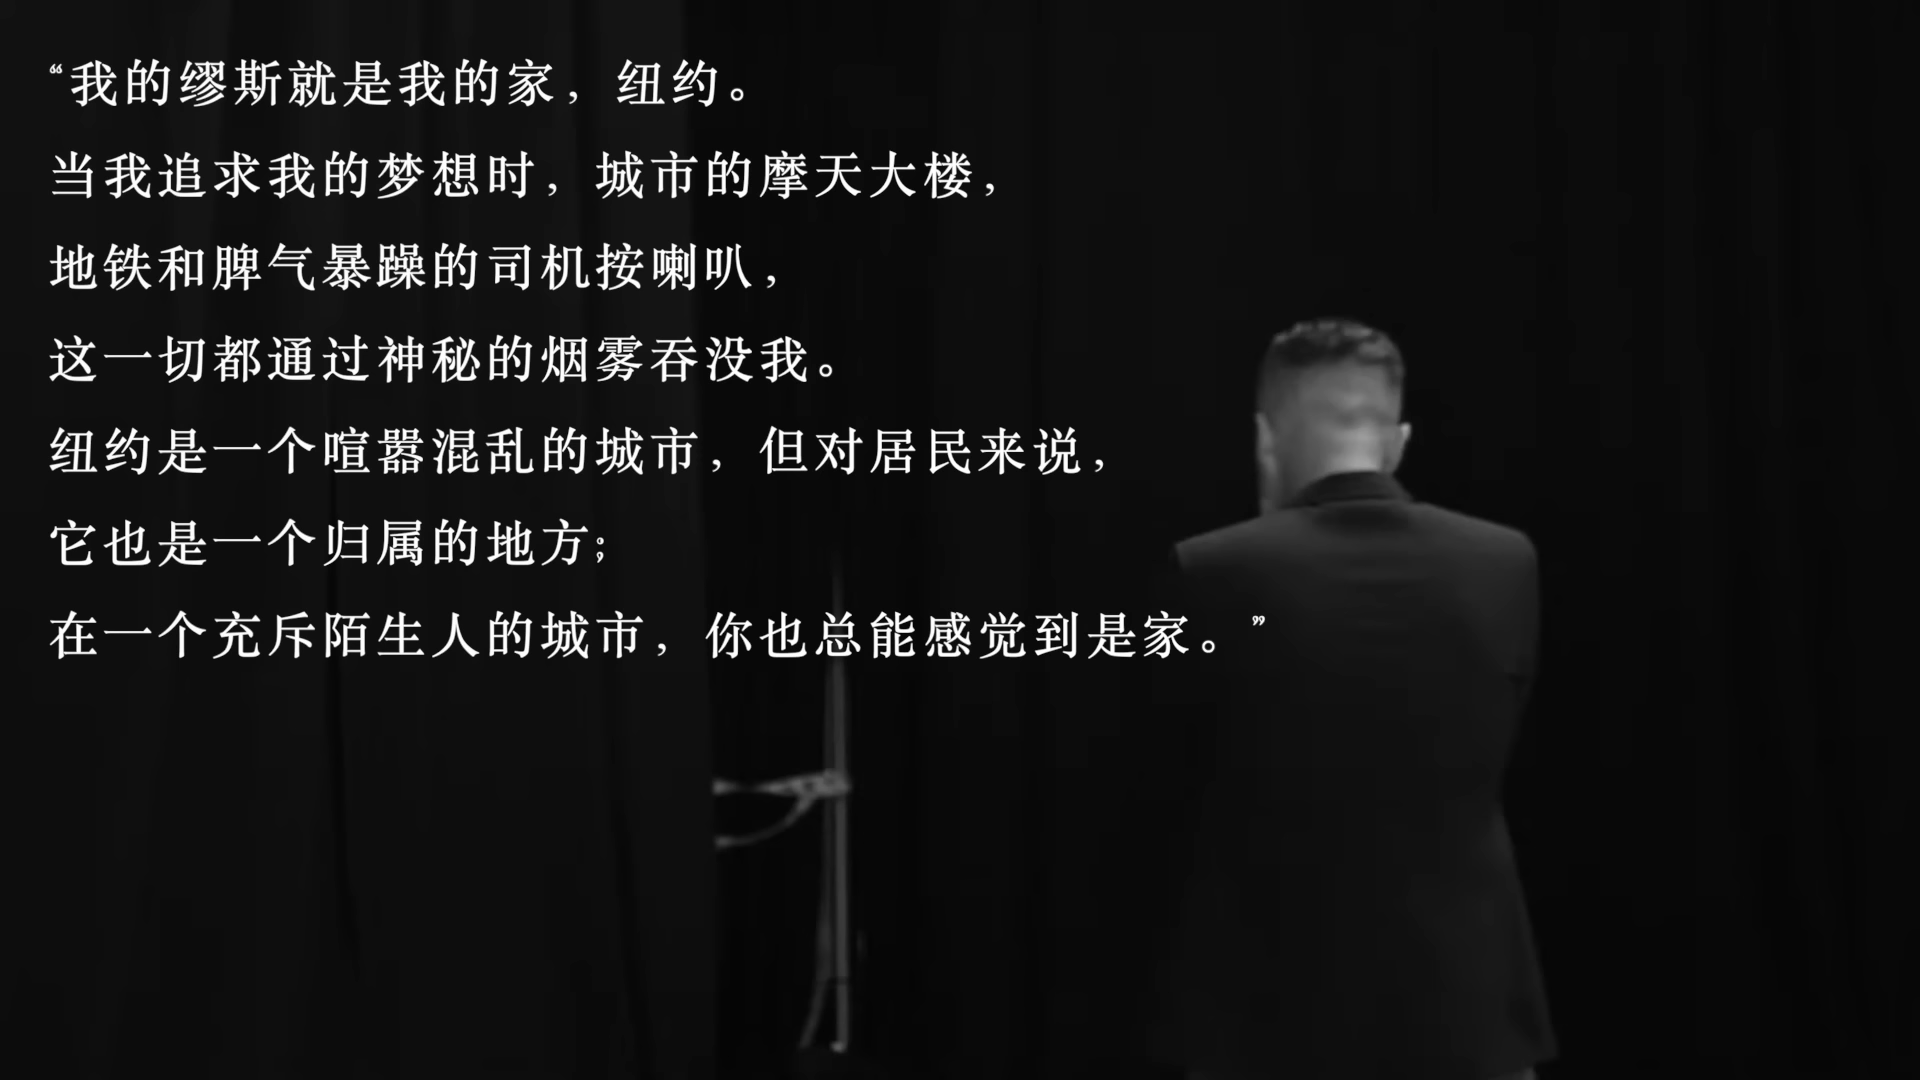 “我的缪斯就是我的家，纽约。
当我追求我的梦想时，城市的摩天大楼，
地铁和脾气暴躁的司机按喇叭，
这一切都通过神秘的烟雾吞没我。
纽约是一个喧嚣混乱的城市，但对居民来说，
它也是一个归属的地方；
在一个充斥陌生人的城市，你也总能感觉到是家。”